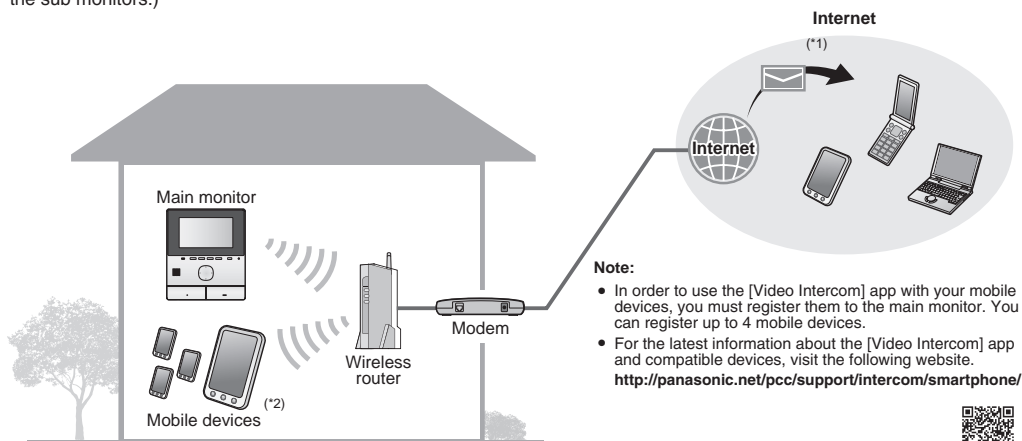 the sub monitors.)
Internet
(*1)
Internet
Main monitor
Modem
Wireless
router
(*2)
Mobile devices
Note:
• In order to use the [Video Intercom] app with your mobile
devices, you must register them to the main monitor. You
can register up to 4 mobile devices.
• For the latest information about the [Video Intercom] app
and compatible devices, visit the following website.
http://panasonic.net/pcc/support/intercom/smartphone/